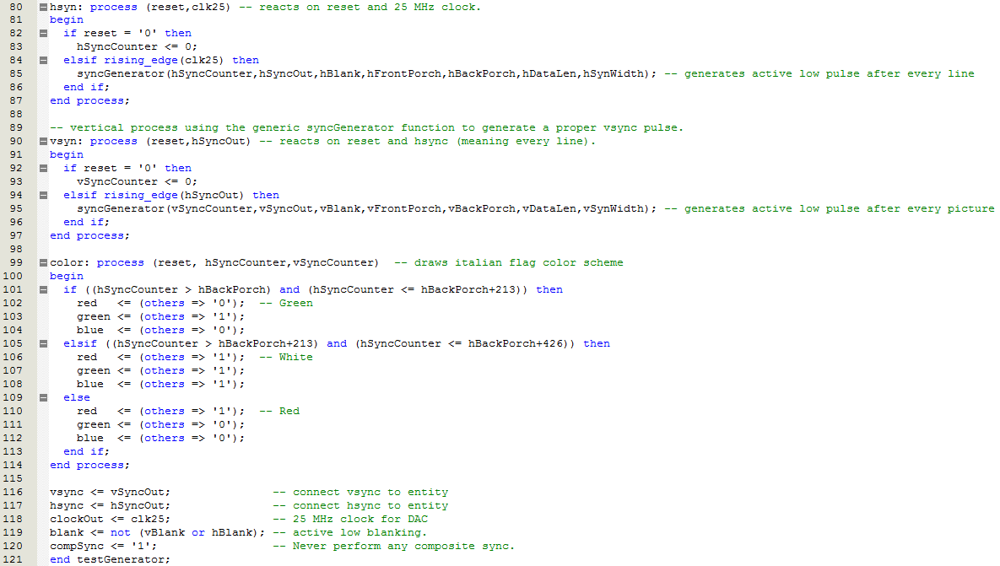 80 hsyn: process (reset,clk25) -- reacts on reset and 25 MHz clock.
81 begin
82 if reset = '0' then
83 hSyncCounter <= 0;
84 elsif rising_edge(clk25) then
85 syncGenerator(hSyncCounter,hSyncOut,hBlank,hFrontPorch,hBackPorch,hDataLen,hSynWidth); -- generates active low pulse after every line
86 end if;
87 end process;
88
89 -- vertical process using the generic syncGenerator function to generate a proper vsync pulse.
90 vsyn: process (reset,hSyncOut) -- reacts on reset and hsync (meaning every line).
91 begin
92 if reset = '0' then
93 vSyncCounter <= 0;
94 elsif rising_edge(hSyncOut) then
95 syncGenerator(vSyncCounter,vSyncOut,vBlank,vFrontPorch,vBackPorch,vDataLen,vSynWidth); -- generates active low pulse after every picture
96 end if;
97 end process;
98
99 color: process (reset, hSyncCounter,vSyncCounter) -- draws italian flag color scheme
100 begin
101 if ((hSyncCounter > hBackPorch) and (hSyncCounter <= hBackPorch+213)) then
102 red <= (others => '0'); -- Green
103 green <= (others => '1');
104 blue <= (others => '0');
105 elsif ((hSyncCounter > hBackPorch+213) and (hSyncCounter <= hBackPorch+426)) then
106 red <= (others => '1'); -- White
107 green <= (others => '1');
108 blue <= (others => '1');
109 else
110 red <= (others => '1'); -- Red
111 green <= (others => '0');
112 blue <= (others => '0');
113 end if;
114 end process;
115
116 vsync <= vSyncOut; -- connect vsync to entity
117 hsync <= hSyncOut; -- connect hsync to entity
118 clockOut <= clk25; -- 25 MHz clock for DAC
119 blank <= not (vBlank or hBlank); -- active low blanking.
120 compSync <= '1'; -- Never perform any composite sync.
121 end testGenerator;